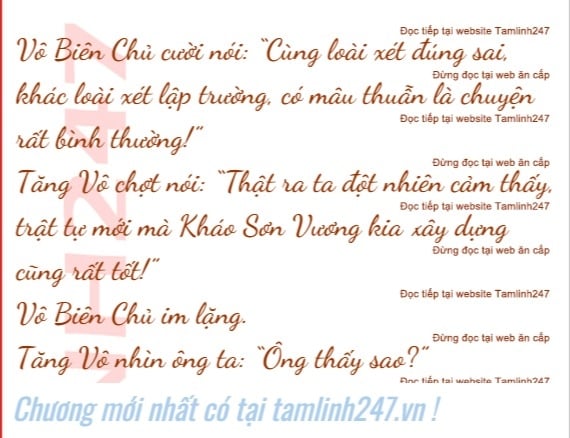 Đọc tiếp tại website Tamlinh247
Vô Biên Chủ cười nói: “Cùng loài xét đúng sai,
Đừng đọc tại web ăn cắp
khác loài xét lập trường, có mâu thuẫn là chuyện
Đọc tiếp tại website Tamlinh247
rất bình thường!”
Đừng đọc tại web ăn cắp
Tăng Vô chợt nói: “Thật ra ta đột nhiên cảm thấy,
Đọc tiếp tại website Tamlinh247
trật tự mới mà Kháo Sơn Vương kia xây dựng
Đừng đọc tại web ăn cắp
cũng rất tốt!”
Đọc tiếp tại website Tamlinh247
Vô Biên Chủ im lặng.
Đừng đọc tại web ăn cắp
Tăng Vô nhìn ông ta: “Ông thấy sao?”
Đọc tiếp tại website Tamlinh247
NH247
Chương mới nhất có tại tamlinh247.vn !